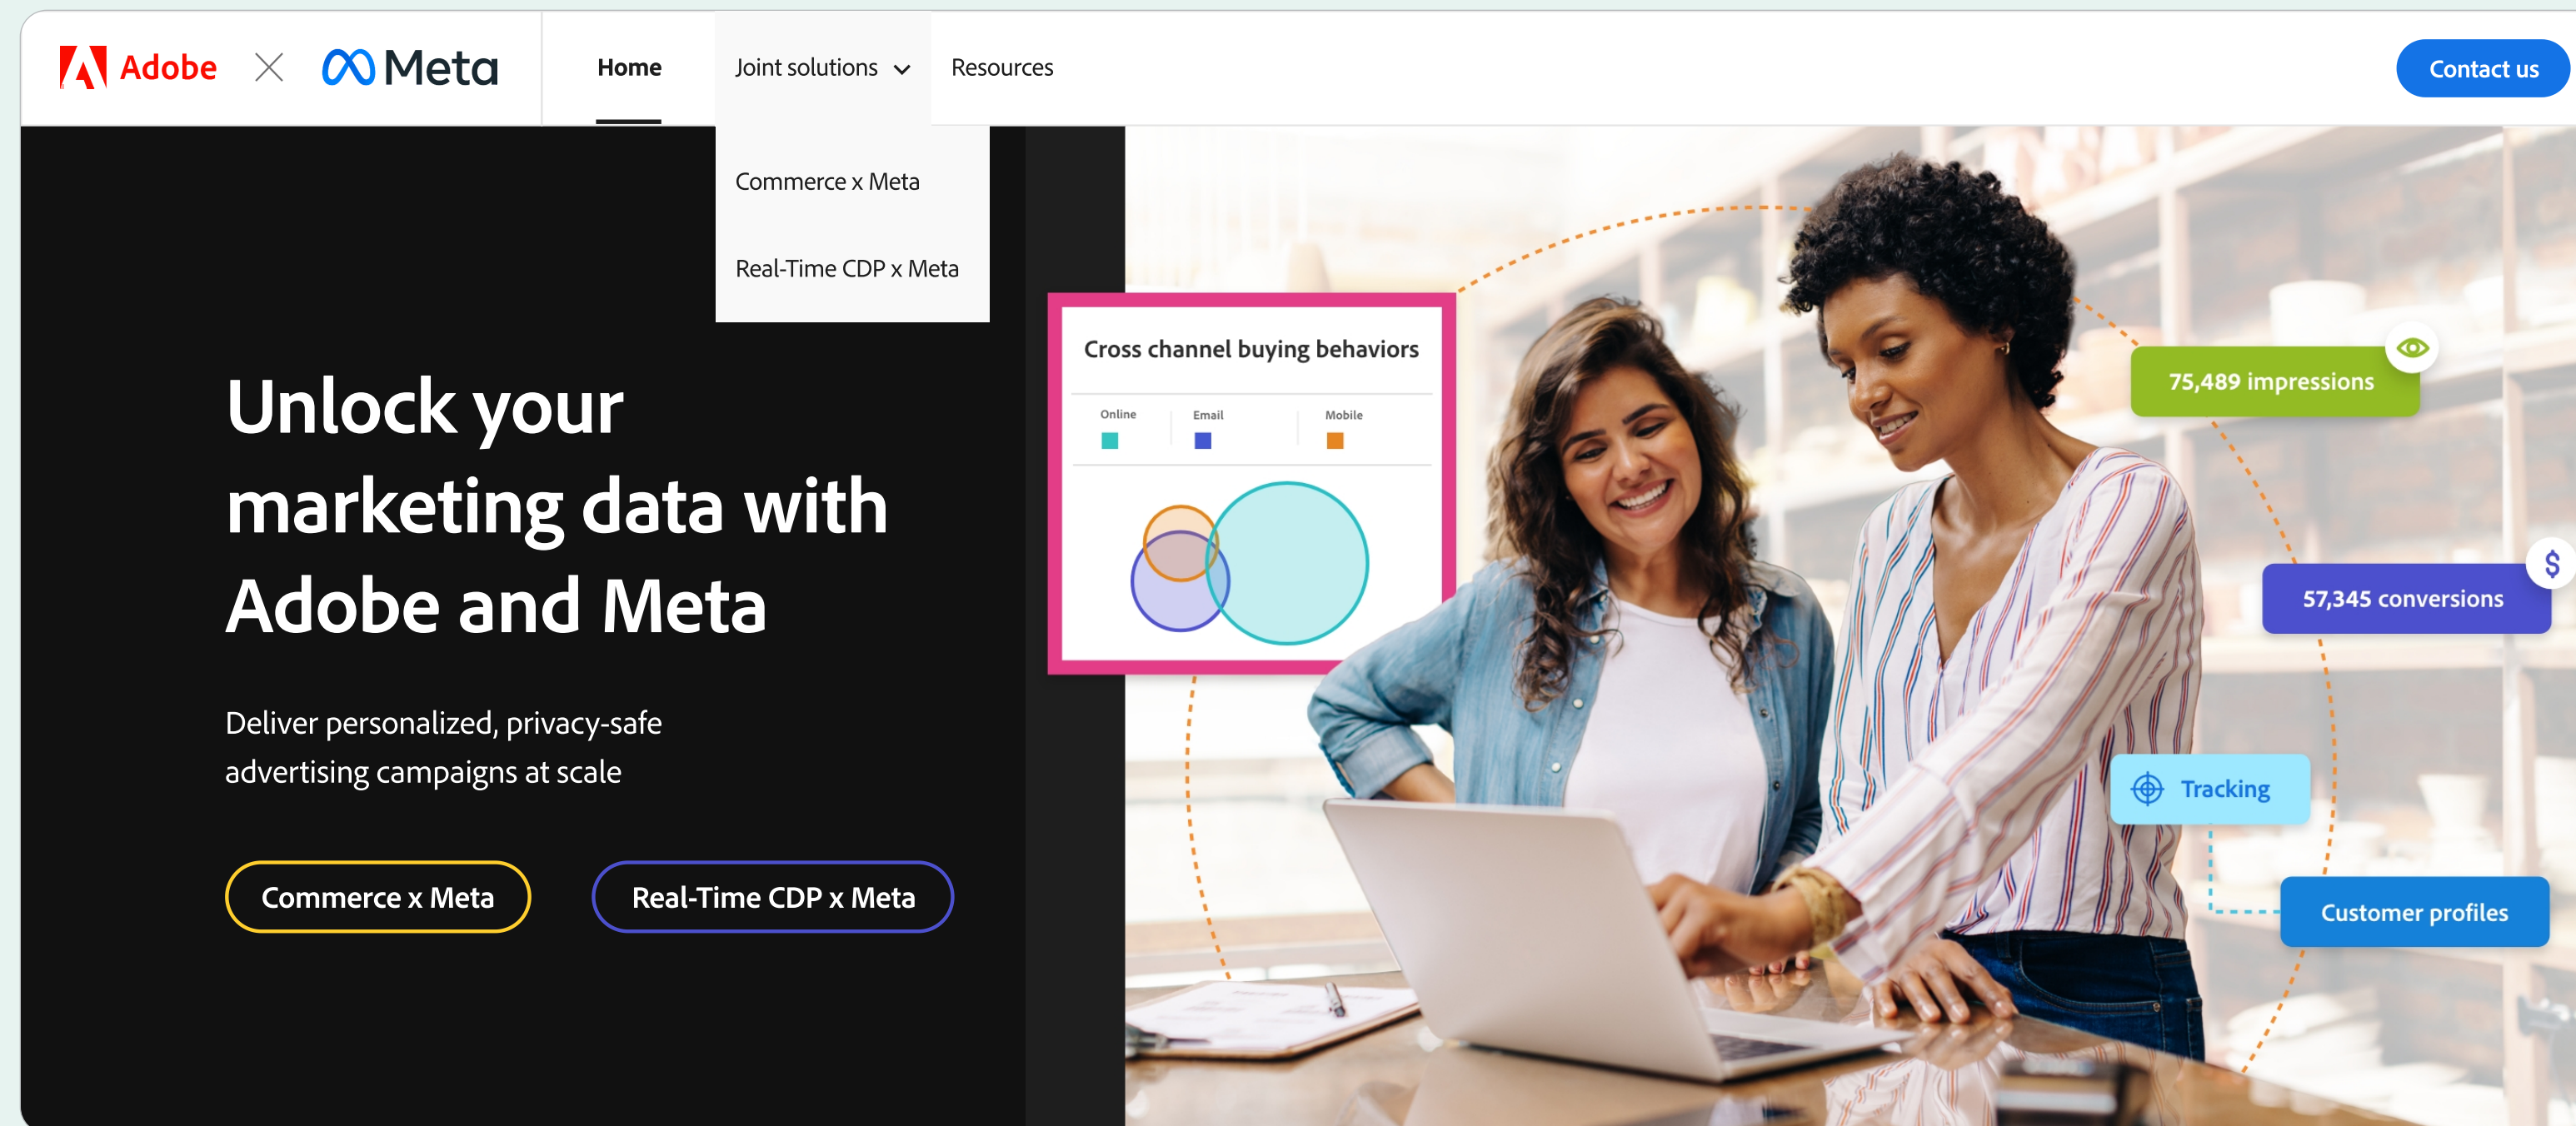 Adobe
Meta
Home
Joint solutions
Resources
Contact us
Commerce x Meta
Real-Time CDP x Meta
Unlock your
marketing data with
Adobe and Meta
Deliver personalized, privacy-safe
advertising campaigns at scale
Commerce x Meta
Real-Time CDP x Meta
Cross channel buying behaviors
Online
Email
Mobile
75,489 impressions
$
57,345 conversions
Tracking
Customer profiles